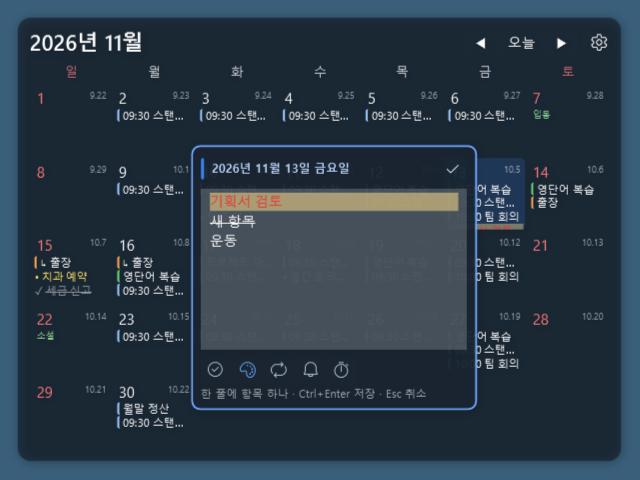 2026년 11월
◀ 오늘 ▶
일 월 화 수 목 금 토
1 9.22 2 9.23 3 9.24 4 9.25 5 9.26 6 9.27 7 9.28
09:30 스탠... 09:30 스탠... 09:30 스탠... 09:30 스탠... 09:30 스탠... 입동
2026년 11월 13일 금요일
기획서 검토
새 항목
운동
한 줄에 항목 하나 · Ctrl+Enter 저장 · Esc 취소
8 9.29 9 10.1 12 10.5 14 10.6
09:30 스탠... 어 복습 영단어 복습
0 스탠... 출장
0 팀 회의
15 10.7 16 10.8 10.12 21 10.13
↳ 출장 ↳ 출장 0 스탠...
• 치과 예약 영단어 복습 0 팀 회의
✓ 세금 신고 09:30 스탠...
22 10.14 23 10.15 10.19 28 10.20
소설 09:30 스탠... 어 복습
0 스탠...
0 팀 회의
29 10.21 30 10.22
월말 정산
09:30 스탠...